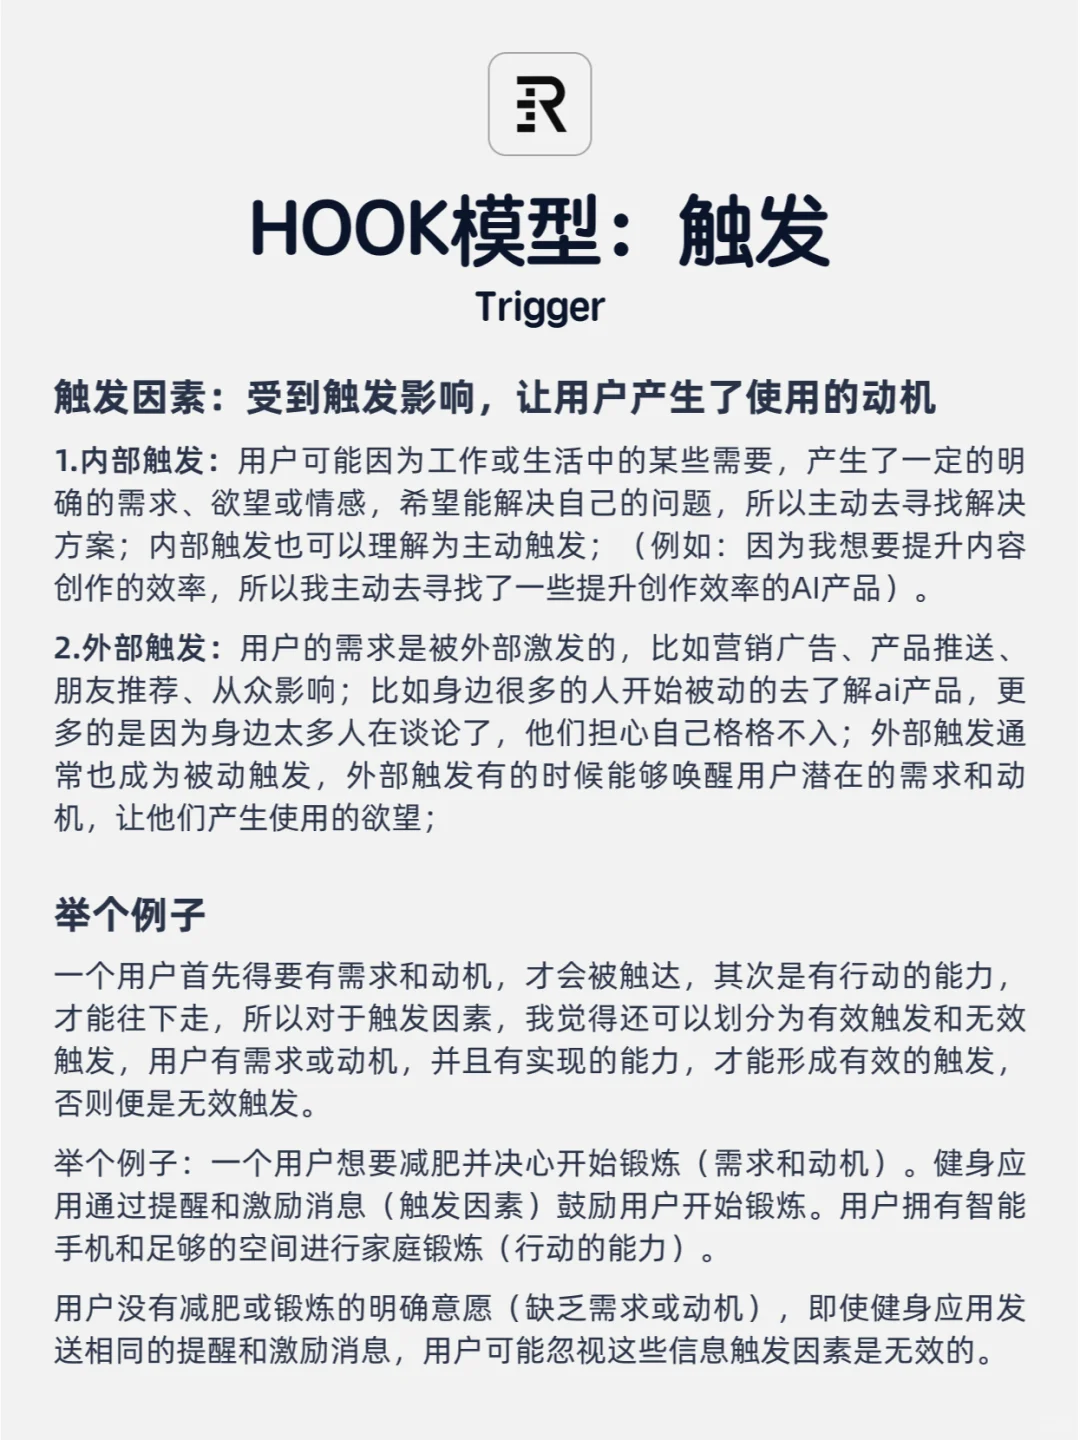 R
HOOK模型：触发
Trigger
触发因素：受到触发影响，让用户产生了使用的动机
1.内部触发：用户可能因为工作或生活中的某些需要，产生了一定的明
确的需求、欲望或情感，希望能解决自己的问题，所以主动去寻找解决
方案；内部触发也可以理解为主动触发；（例如：因为我想要提升内容
创作的效率，所以我主动去寻找了一些提升创作效率的AI产品）。
2.外部触发：用户的需求是被外部激发的，比如营销广告、产品推送、
朋友推荐、从众影响；比如身边很多的人开始被动的去了解ai产品，更
多的是因为身边太多人在谈论了，他们担心自己格格不入；外部触发通
常也成为被动触发，外部触发有的时候能够唤醒用户潜在的需求和动
机，让他们产生使用的欲望；
举个例子
一个用户首先得要有需求和动机，才会被触达，其次是有行动的能力，
才能往下走，所以对于触发因素，我觉得还可以划分为有效触发和无效
触发，用户有需求或动机，并且有实现的能力，才能形成有效的触发，
否则便是无效触发。
举个例子：一个用户想要减肥并决心开始锻炼（需求和动机）。健身应
用通过提醒和激励消息（触发因素）鼓励用户开始锻炼。用户拥有智能
手机和足够的空间进行家庭锻炼（行动的能力）。
用户没有减肥或锻炼的明确意愿（缺乏需求或动机），即使健身应用发
送相同的提醒和激励消息，用户可能忽视这些信息触发因素是无效的。